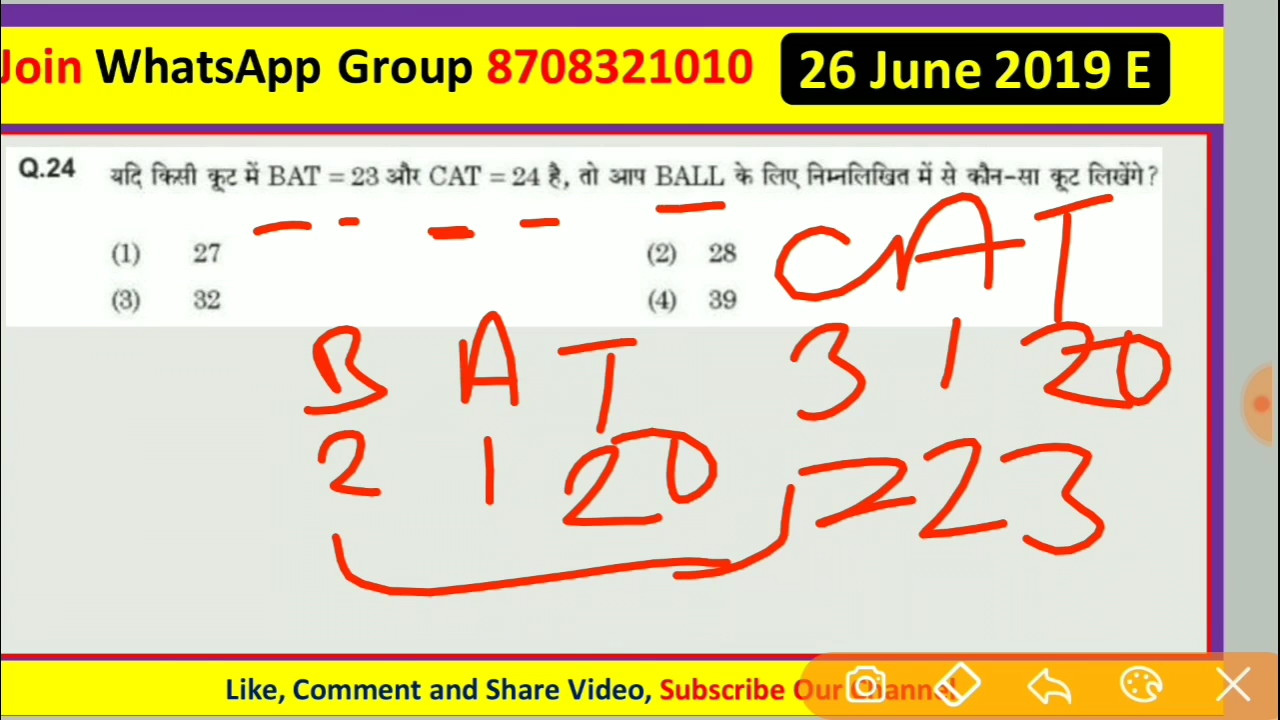 Join WhatsApp Group 8708321010 26 June 2019 E
Q.24 यदि किसी कूट में BAT = 23 और CAT = 24 है, तो आप BALL के लिए निम्नलिखित में से कौन-सा कूट लिखेंगे?
(1) 27 (2) 28
(3) 32 (4) 39
CAT
3 1 20
BAT
2 1 20 = 23
Like, Comment and Share Video, Subscribe Our Channel